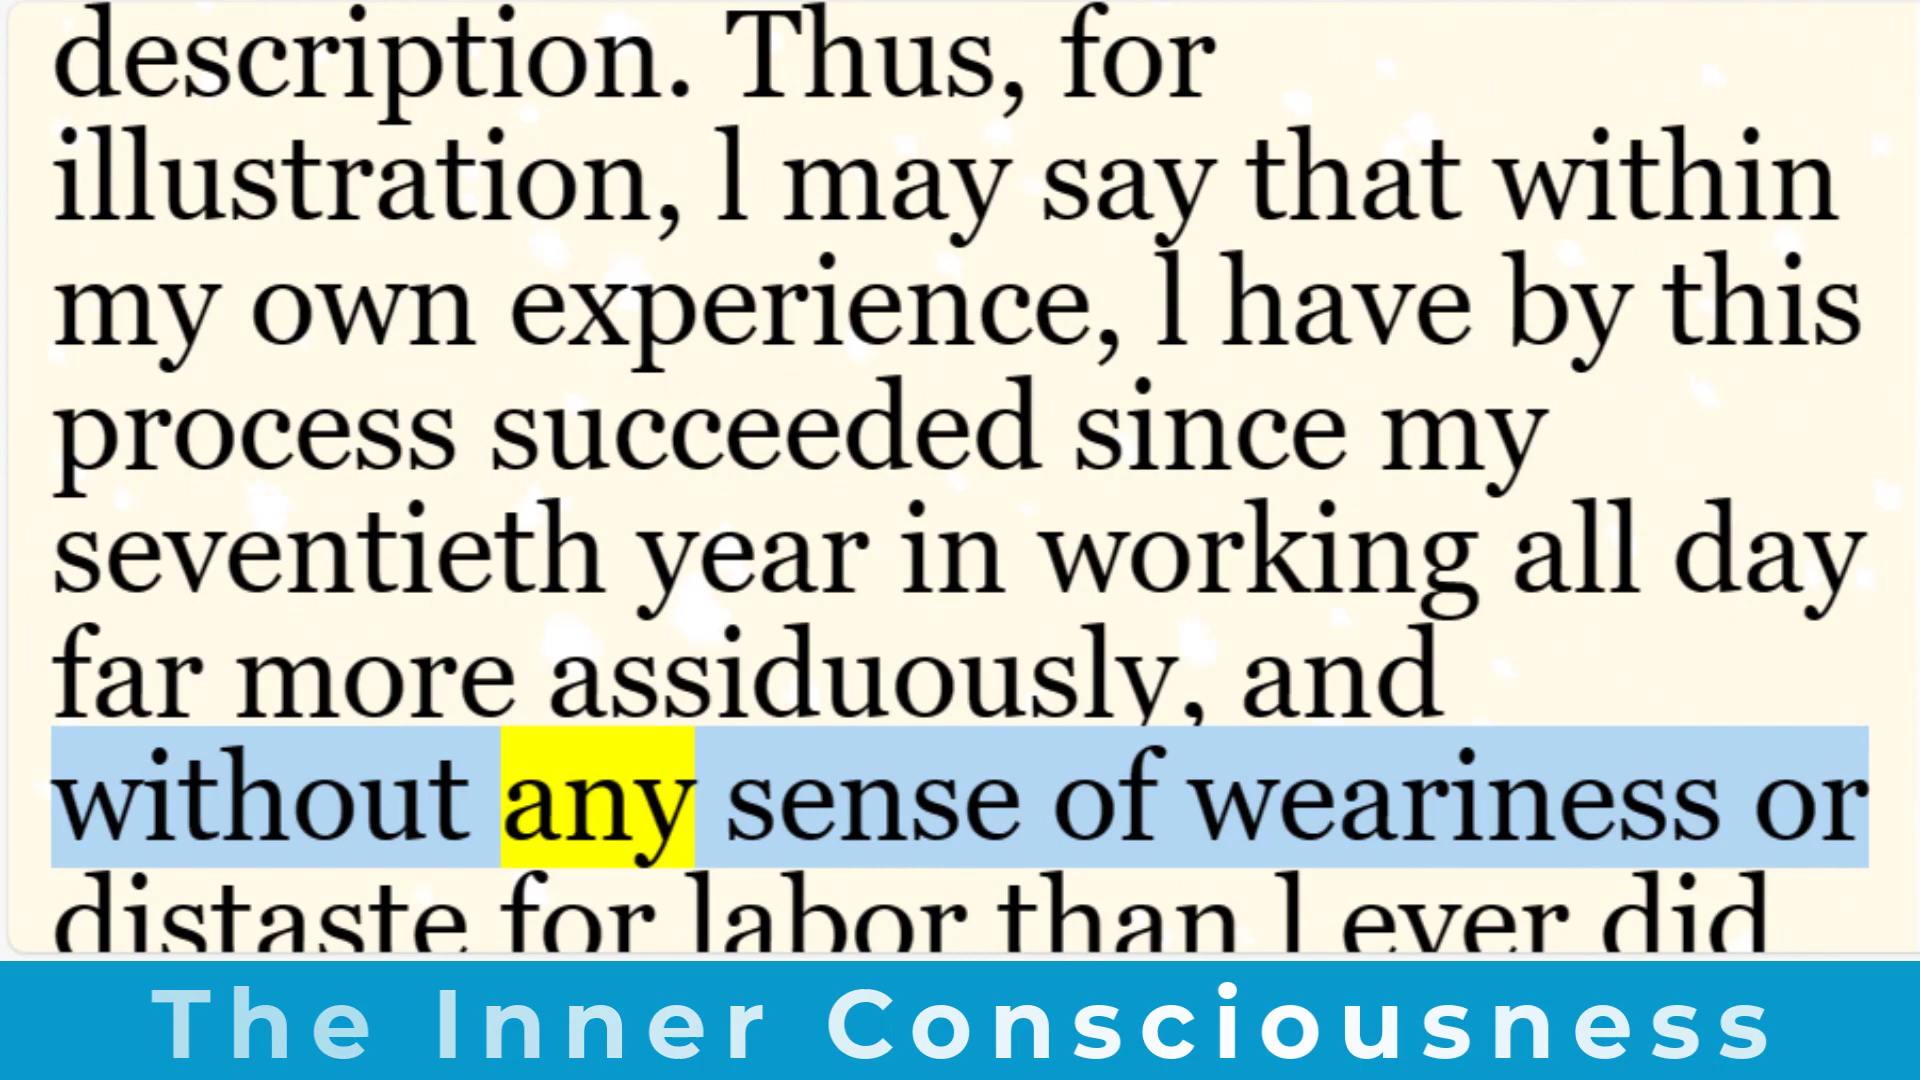 description. Thus, for
illustration, l may say that within
my own experience, l have by this
process succeeded since my
seventieth year in working all day
far more assiduously, and
without any sense of weariness or
distaste for labor than l ever did
The Inner Consciousness